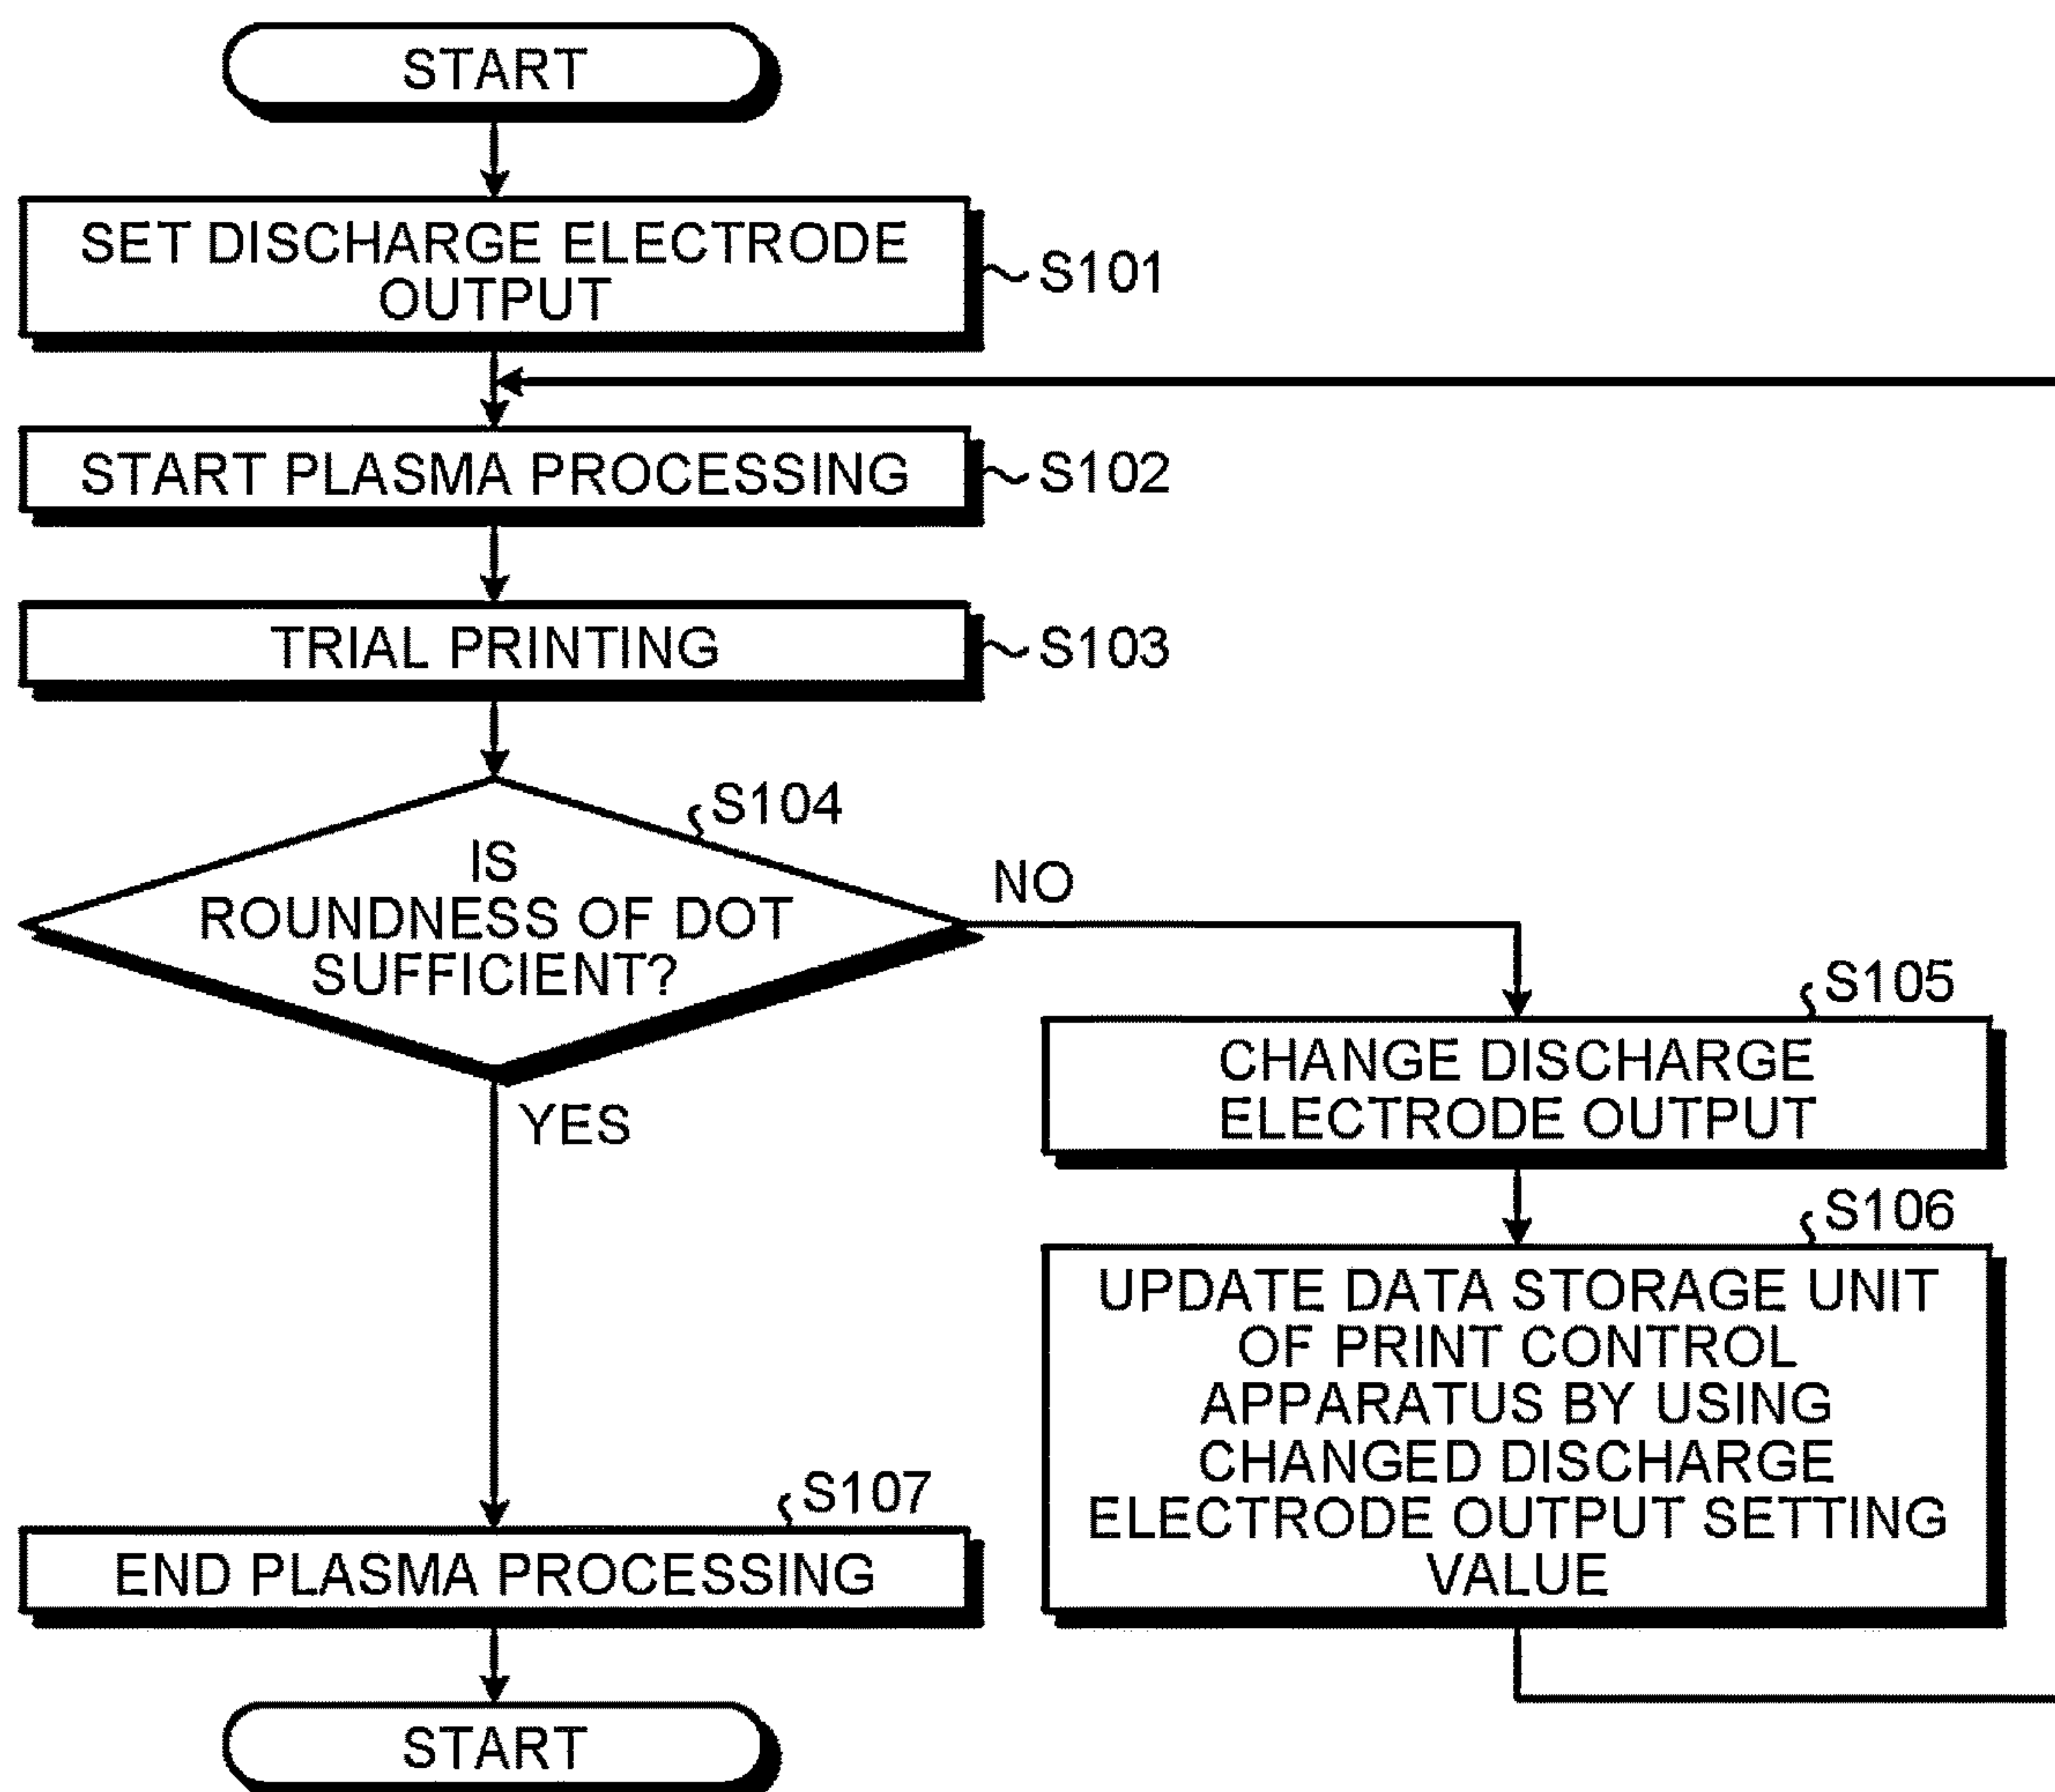 START
SET DISCHARGE ELECTRODE
OUTPUT
S101
START PLASMA PROCESSING
S102
TRIAL PRINTING
S103
S104
IS
ROUNDNESS OF DOT
SUFFICIENT?
NO
YES
S105
CHANGE DISCHARGE
ELECTRODE OUTPUT
S106
UPDATE DATA STORAGE UNIT
OF PRINT CONTROL
APPARATUS BY USING
CHANGED DISCHARGE
ELECTRODE OUTPUT SETTING
VALUE
S107
END PLASMA PROCESSING
START